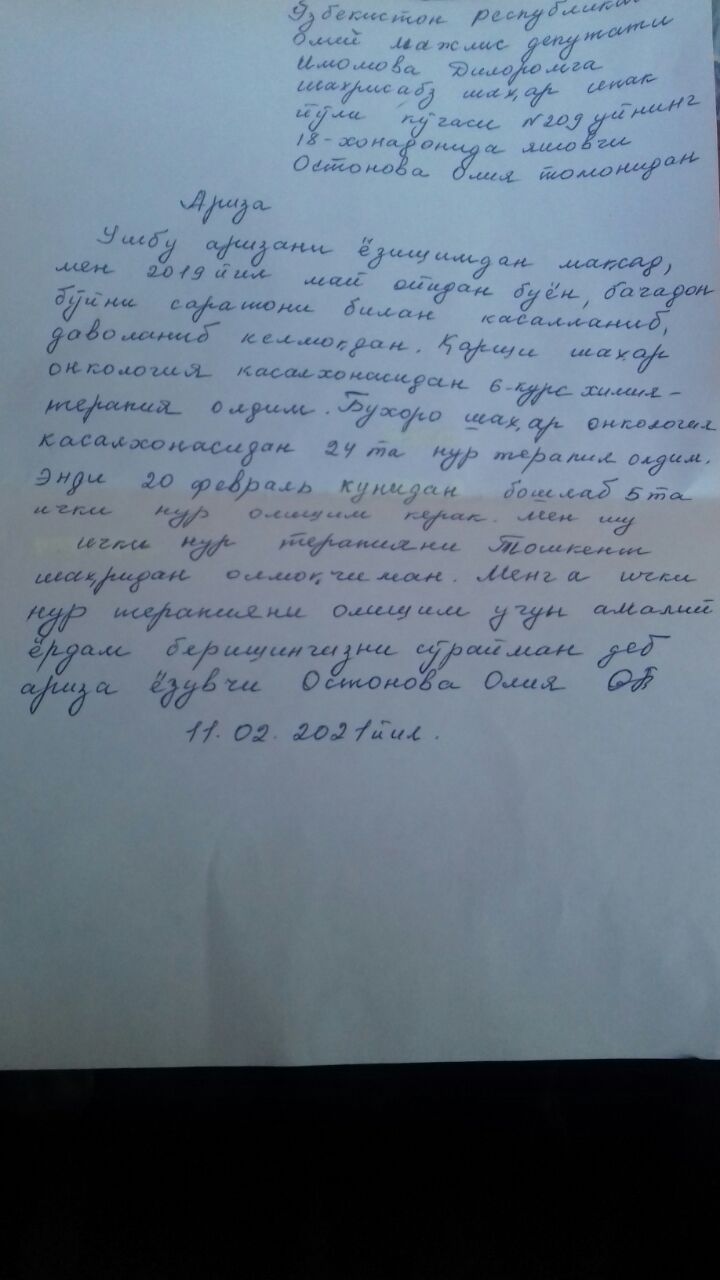 Ўзбекистон Республикаси
Олий Мажлис депутати
Имомова Дилоромга
шахрисабз шаҳар ипак
йўли кўчаси №209 уйнинг
18-хонадонида яшовчи
Остонова Олия томонидан
Ариза
Ушбу аризани ёзишимдан мақсад,
мен 2019 йил май ойидан буён, бачадон
бўйни саратони билан касалланиб,
даволаниб келмоқдан. Қарши шаҳар
онкология касалхонасидан 6-курс химия-
терапия олдим. Бухоро шаҳар онкология
касалхонасидан 24 та нур терапия олдим.
Энди 20 февраль кунидан бошлаб 5 та
ички нур олишим керак. Мен шу
ички нур терапияни Тошкент
шаҳридан олмоқчиман. Менга ички
нур терапияни олишим учун амалий
ёрдам беришингизни сўрайман деб
ариза ёзувчи Остонова Олия
11.02.2021 йил.